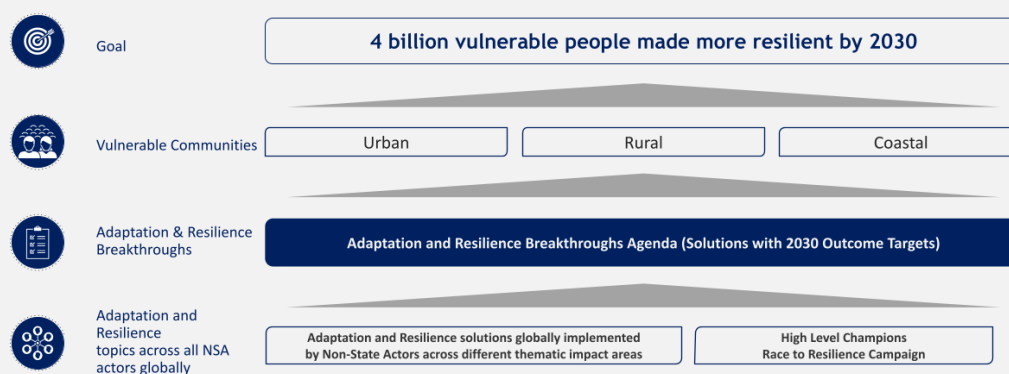 Goal
4 billion vulnerable people made more resilient by 2030
Vulnerable Communities
Urban
Rural
Coastal
Adaptation & Resilience
Breakthroughs
Adaptation and Resilience Breakthroughs Agenda (Solutions with 2030 Outcome Targets)
Adaptation and
Resilience
topics across all NSA
actors globally
Adaptation and Resilience solutions globally implemented
by Non-State Actors across different thematic impact areas
High Level Champions
Race to Resilience Campaign